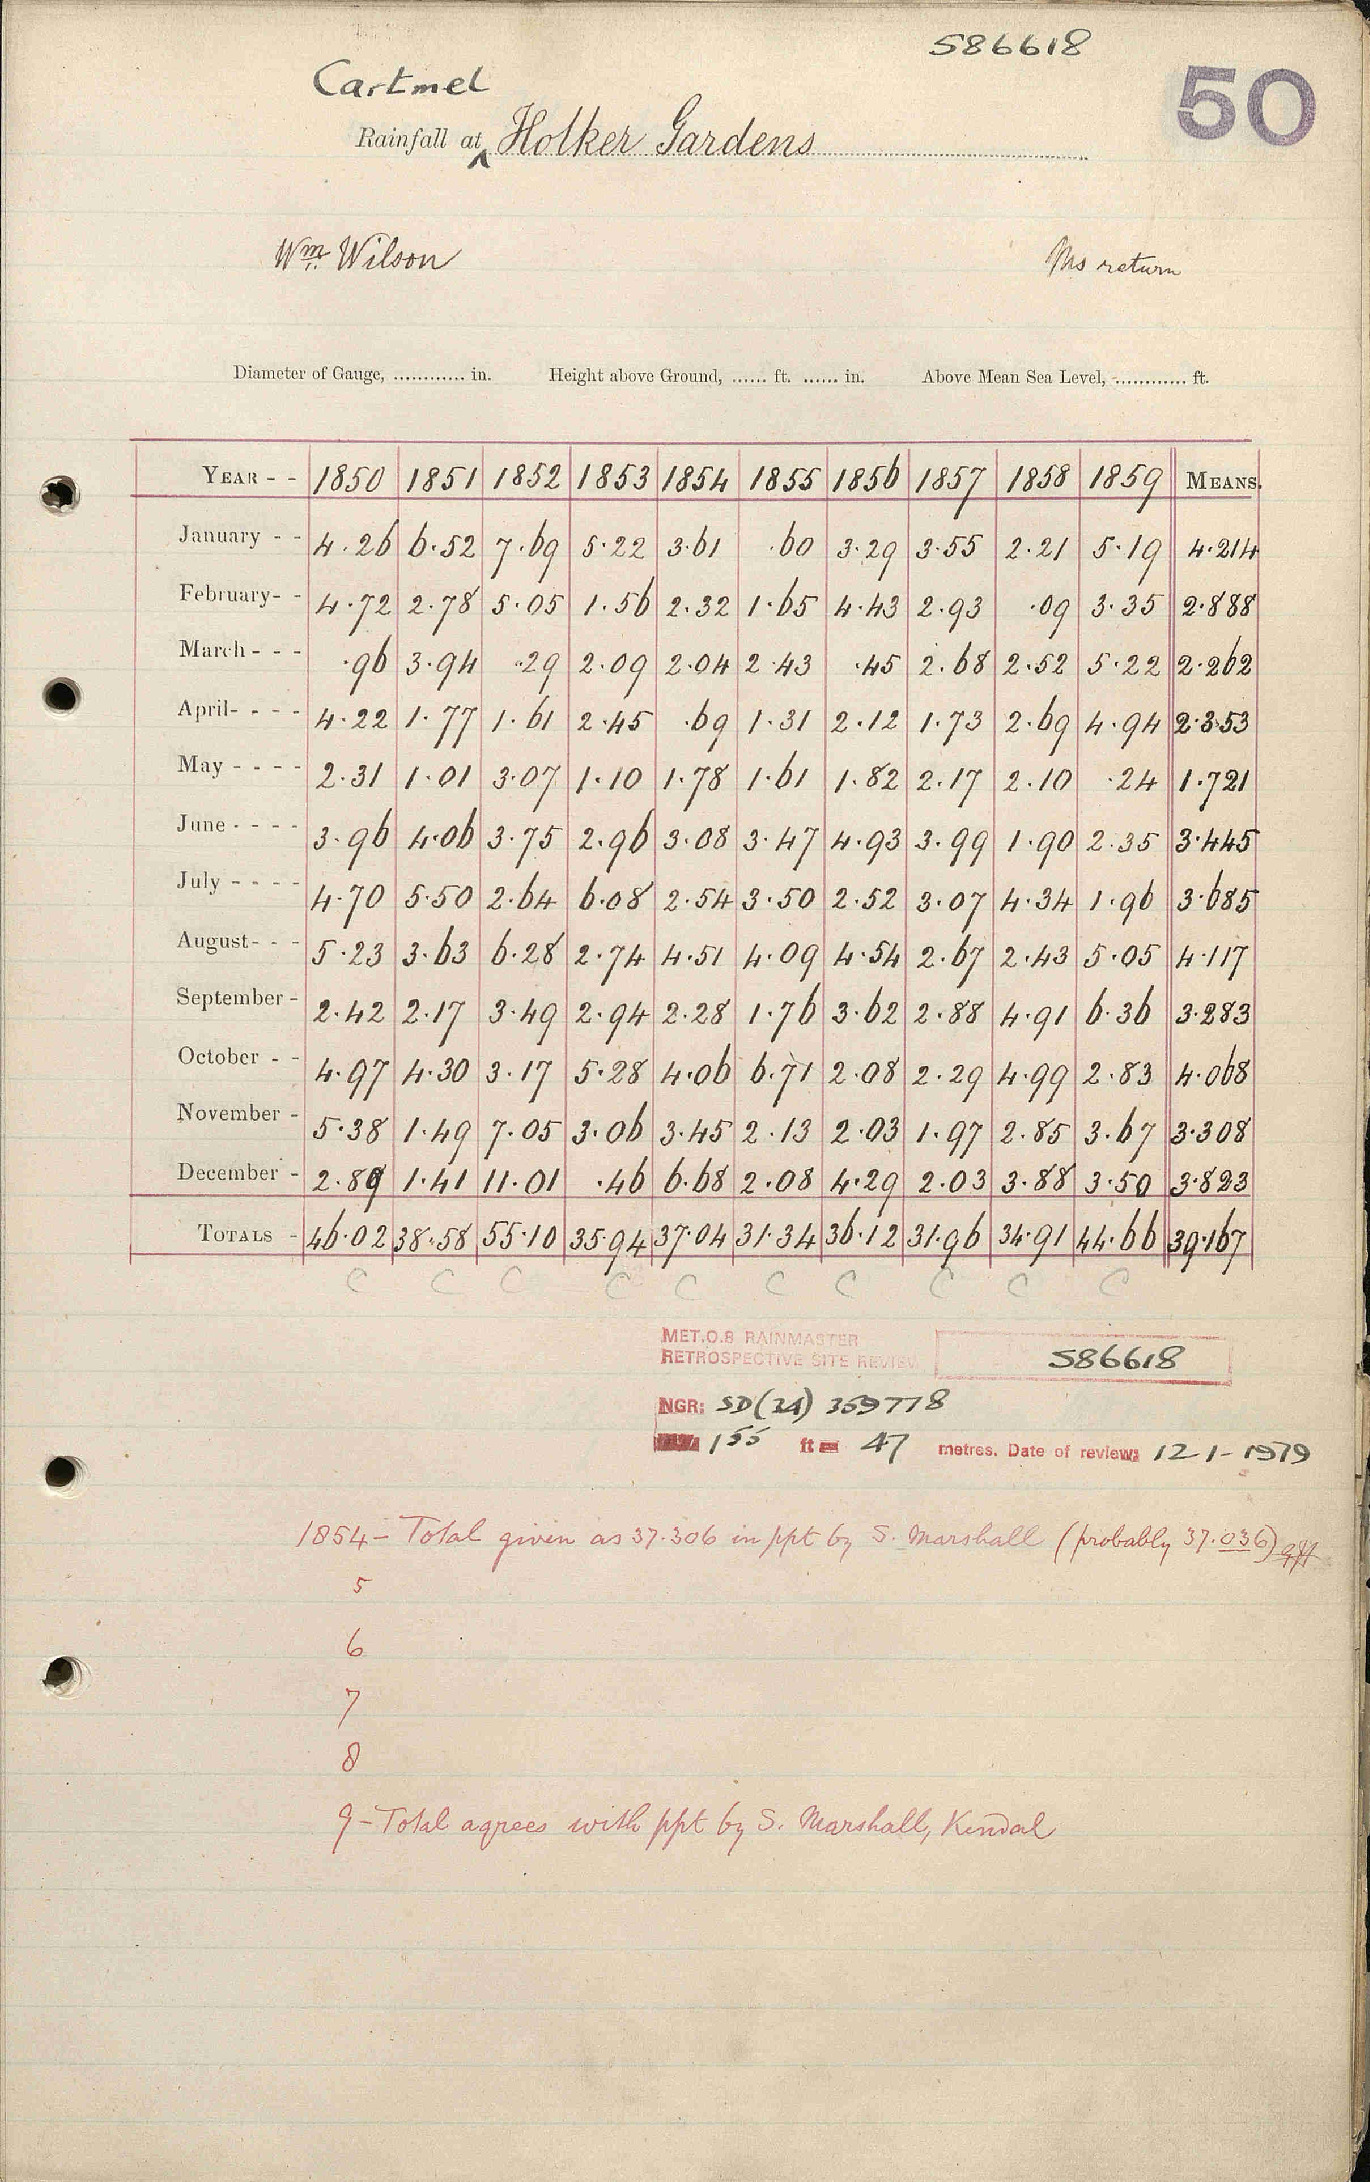 586618
50
Cartmel
Rainfall at ^ Holker Gardens
Wm. Wilson Ms return
Diameter of Gauge, ............ in. Height above Ground, ...... ft. ...... in. Above Mean Sea Level, ............ ft.
YEAR - - 1850 1851 1852 1853 1854 1855 1856 1857 1858 1859 MEANS.
January - - 4.26 6.52 7.69 5.22 3.61 .60 3.29 3.55 2.21 5.19 4.214
February- - 4.72 2.78 5.05 1.56 2.32 1.65 4.43 2.93 .09 3.35 2.888
March - - - .96 3.94 .29 2.09 2.04 2.43 .45 2.68 2.52 5.22 2.262
April- - - - 4.22 1.77 1.61 2.45 .69 1.31 2.12 1.73 2.69 4.94 2.353
May - - - - 2.31 1.01 3.07 1.10 1.78 1.61 1.82 2.17 2.10 .24 1.721
June - - - - 3.96 4.06 3.75 2.96 3.08 3.47 4.93 3.99 1.90 2.35 3.445
July - - - - 4.70 5.50 2.64 6.08 2.54 3.50 2.52 3.07 4.34 1.96 3.685
August- - - 5.23 3.63 6.28 2.74 4.51 4.09 4.54 2.67 2.43 5.05 4.117
September - 2.42 2.17 3.49 2.94 2.28 1.76 3.62 2.88 4.91 6.36 3.283
October - - 4.97 4.30 3.17 5.28 4.06 6.71 2.08 2.29 4.99 2.83 4.068
November - 5.38 1.49 7.05 3.06 3.45 2.13 2.03 1.97 2.85 3.67 3.308
December - 2.89 1.41 11.01 .46 6.68 2.08 4.29 2.03 3.88 3.50 3.823
TOTALS - 46.02 38.58 55.10 35.94 37.04 31.34 36.12 31.96 34.91 44.66 39.167
C C C C C C C C C C
MET.O.8 RAINMASTER
RETROSPECTIVE SITE REVIEW 586618
NGR: SD(34) 359778
155 ft = 47 metres. Date of review: 12-1-1979
1854 - Total given as 37.306 in ppt by S. Marshall (probably 37.036)
5
6
7
8
9 - Total agrees with ppt by S. Marshall, Kendal